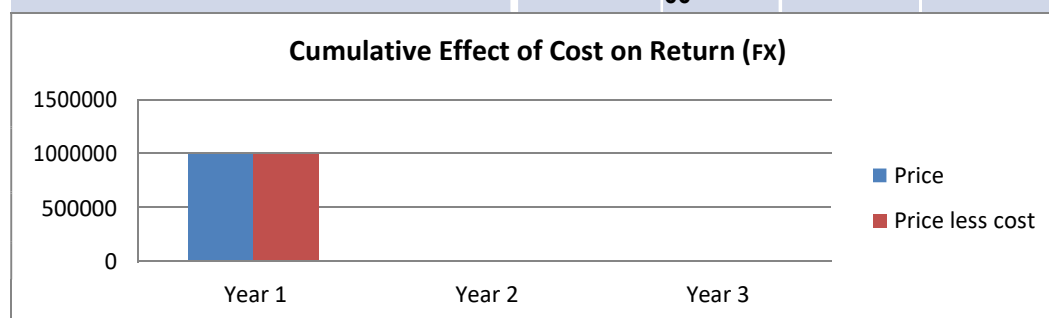 Cumulative Effect of Cost on Return (FX)
1500000
1000000
500000
0
Year 1 Year 2 Year 3
Price
Price less cost